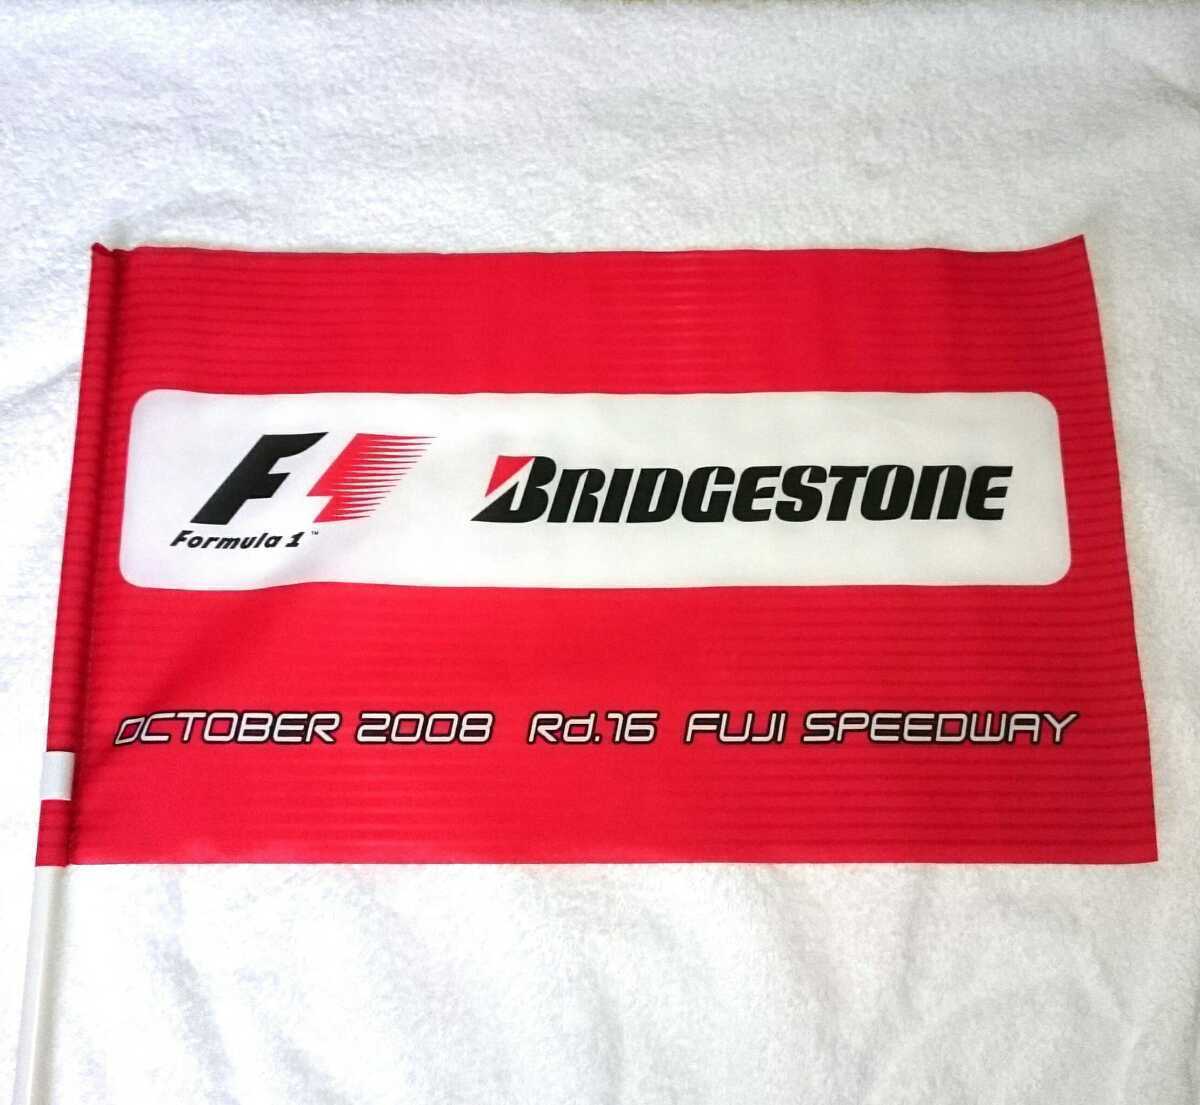 F1
Formula 1™
BRIDGESTONE
OCTOBER 2008 Rd.16 FUJI SPEEDWAY